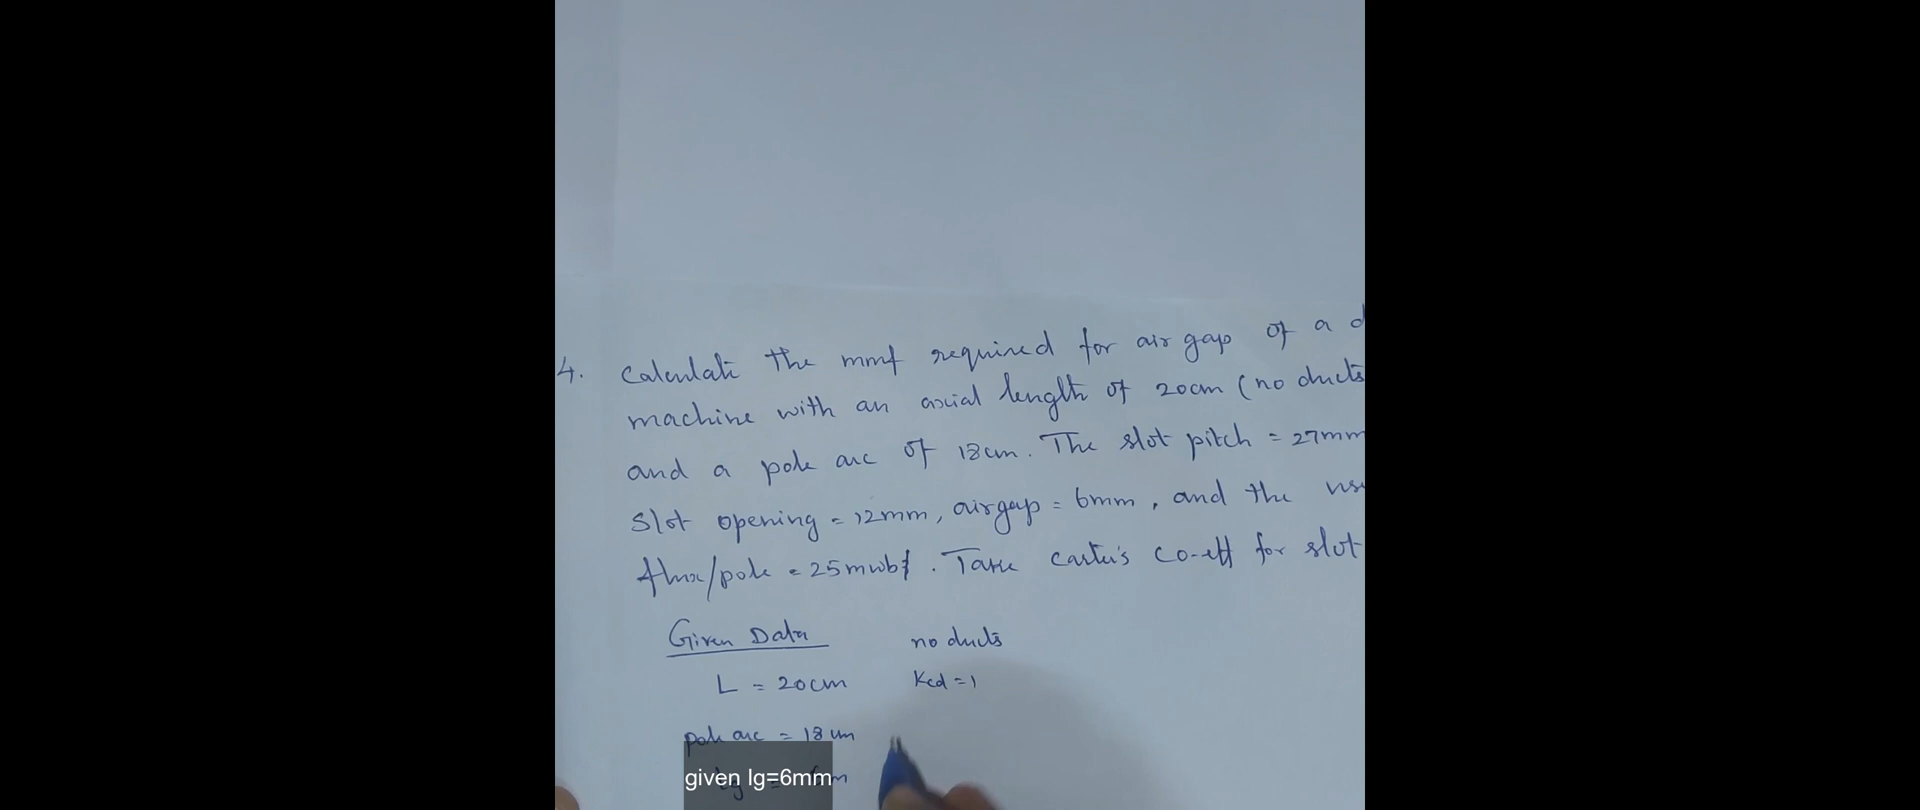 4. Calculate the mmf required for air gap of a d
machine with an axial length of 20cm (no ducts
and a pole arc of 18cm. The slot pitch = 27mm
slot opening = 12mm, airgap = 6mm, and the us
flux/pole = 25mwb. Take carter's co-eff for slot
Given Data no ducts
L = 20cm Kcd = 1
pole arc = 18cm
given lg=6mm